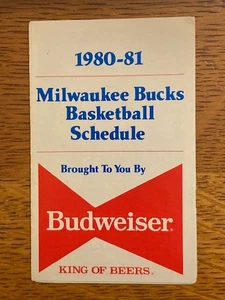 1980-81
Milwaukee Bucks
Basketball
Schedule
Brought To You By
Budweiser®
KING OF BEERS®